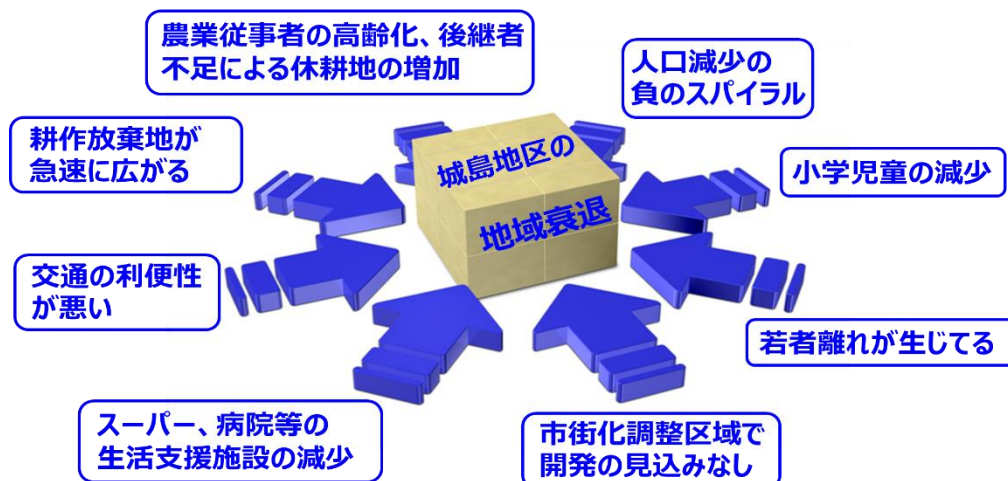 農業従事者の高齢化、後継者
不足による休耕地の増加
人口減少の
負のスパイラル
耕作放棄地が
急速に広がる
城島地区の
地域衰退
小学児童の減少
交通の利便性
が悪い
若者離れが生じてる
スーパー、病院等の
生活支援施設の減少
市街化調整区域で
開発の見込みなし